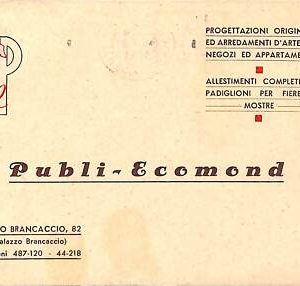 PROGETTAZIONI ORIGIN
ED ARREDAMENTI D'ARTE
NEGOZI ED APPARTAME
ALLESTIMENTI COMPLET
PADIGLIONI PER FIERE
MOSTRE
Publi-Ecomond
O BRANCACCIO, 82
alazzo Brancaccio)
ni 487-120 - 44-218